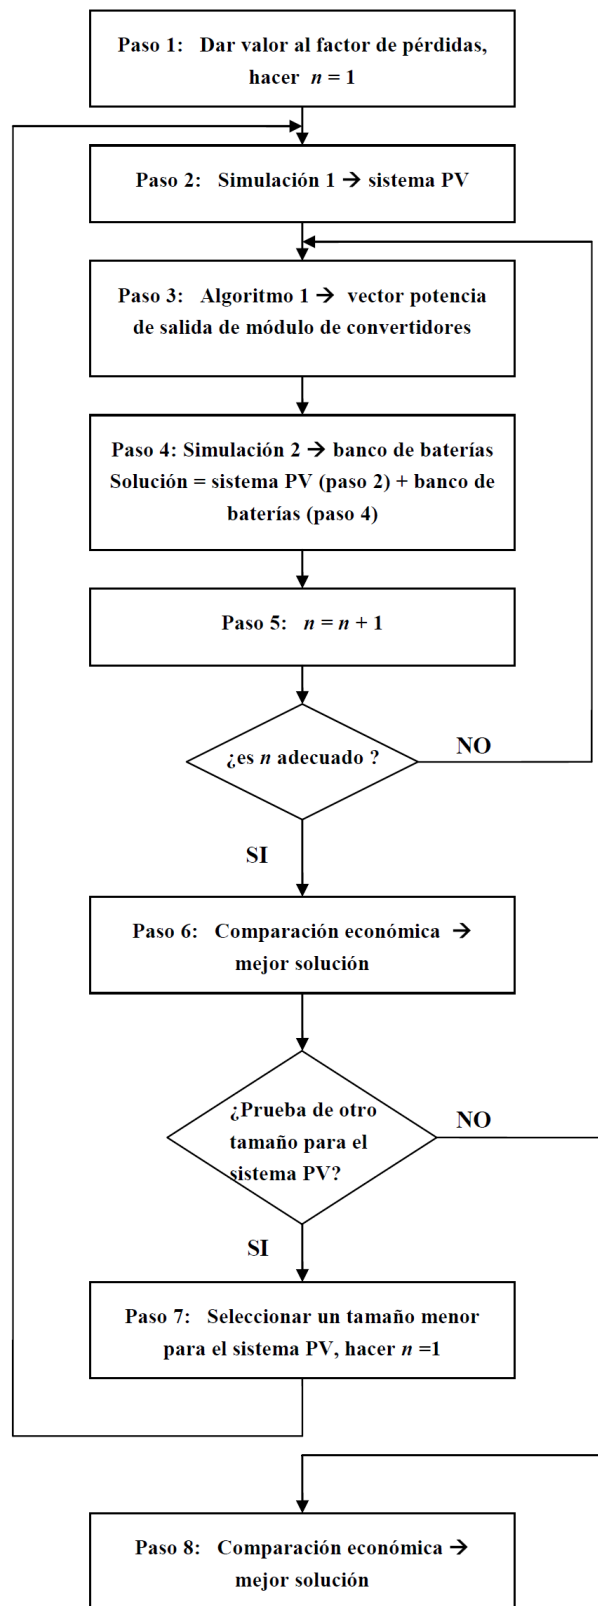 Paso 1: Dar valor al factor de pérdidas,
hacer n = 1
Paso 2: Simulación 1 → sistema PV
Paso 3: Algoritmo 1 → vector potencia
de salida de módulo de convertidores
Paso 4: Simulación 2 → banco de baterías
Solución = sistema PV (paso 2) + banco de
baterías (paso 4)
Paso 5: n = n + 1
¿es n adecuado ?
NO
SI
Paso 6: Comparación económica →
mejor solución
¿Prueba de otro
tamaño para el
sistema PV?
NO
SI
Paso 7: Seleccionar un tamaño menor
para el sistema PV, hacer n =1
Paso 8: Comparación económica →
mejor solución